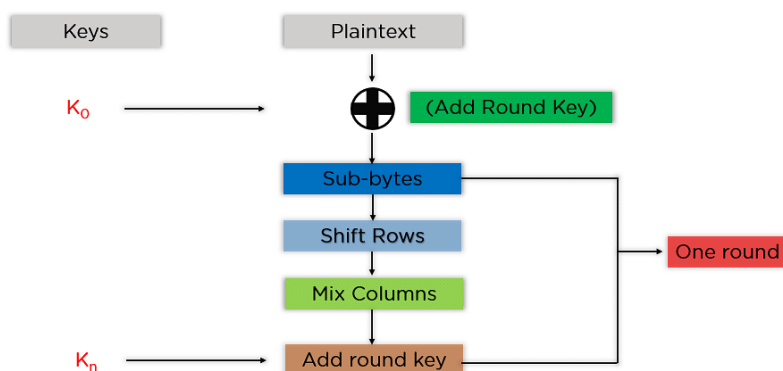 Keys
Plaintext
K₀
(Add Round Key)
Sub-bytes
Shift Rows
One round
Mix Columns
Kₙ
Add round key